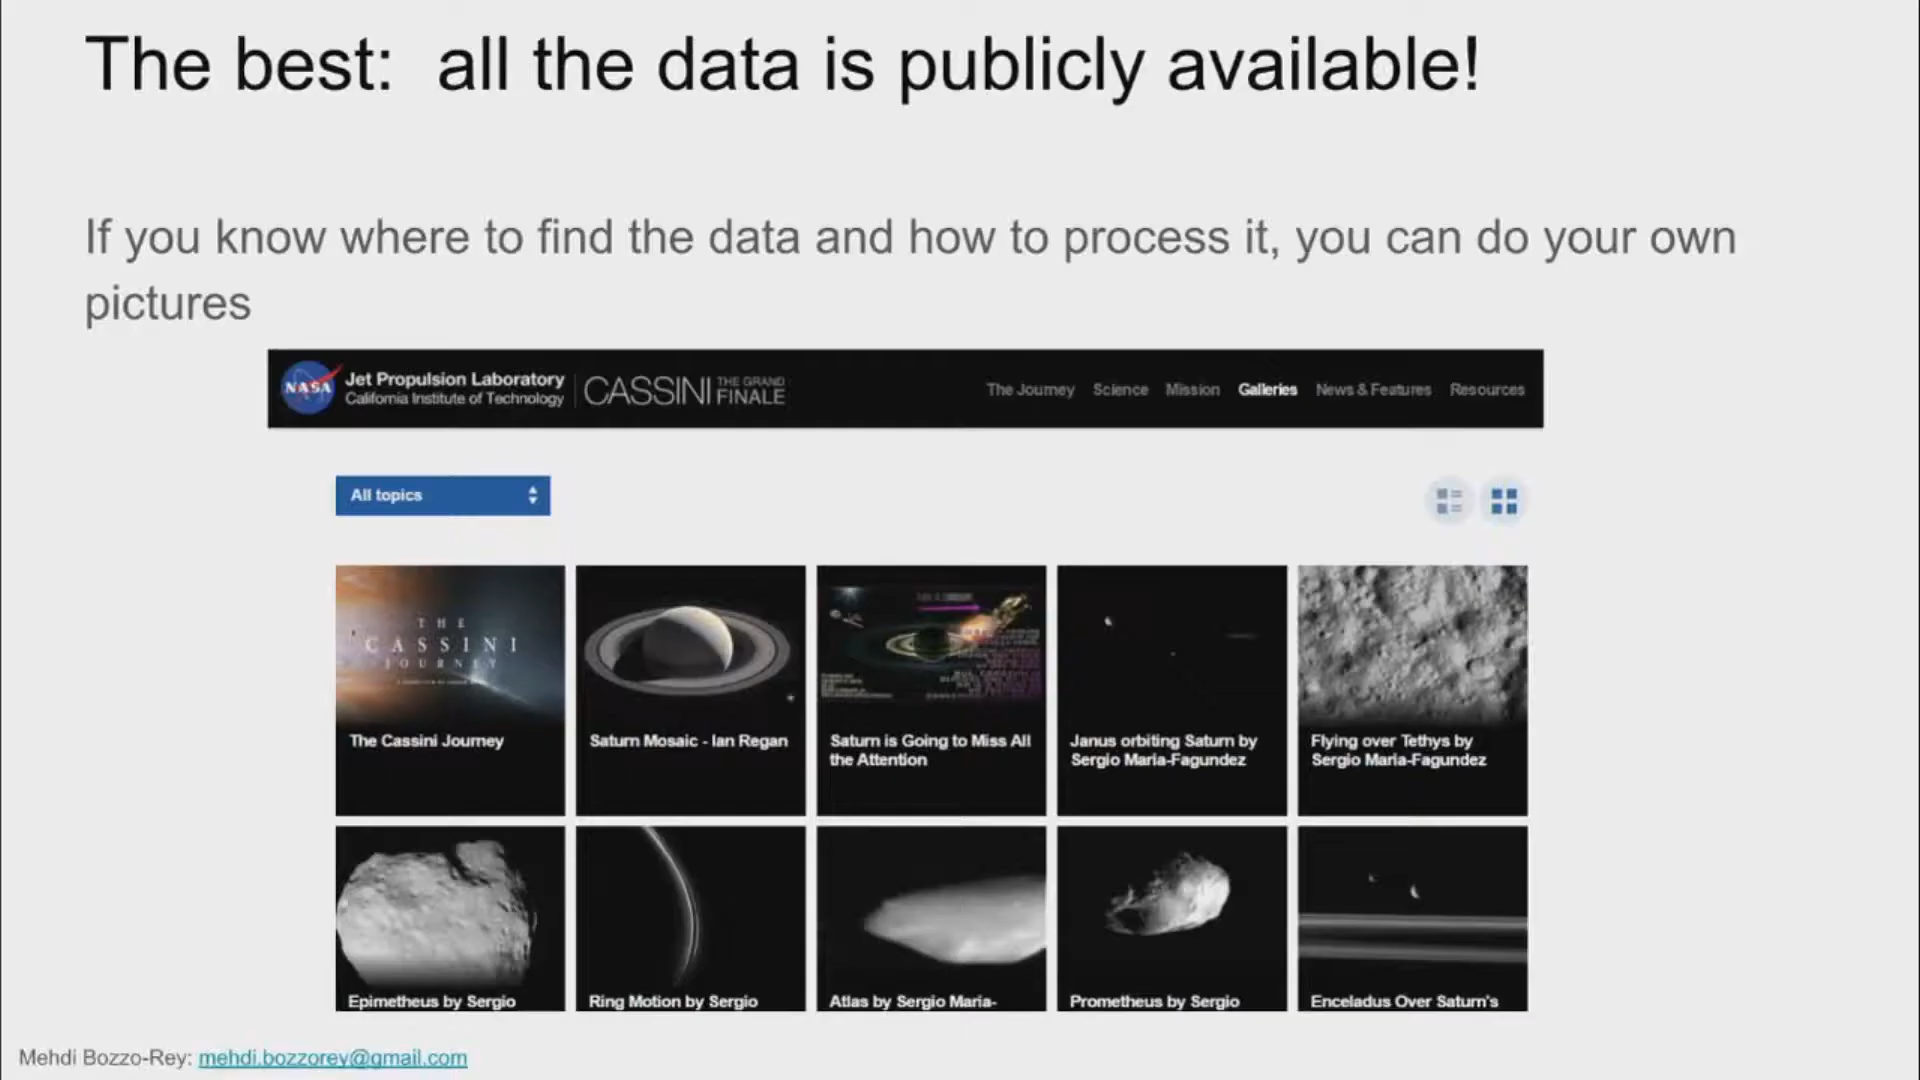 The best: all the data is publicly available!
If you know where to find the data and how to process it, you can do your own
pictures
NASA
Jet Propulsion Laboratory
California Institute of Technology
CASSINI THE GRAND
FINALE
The Journey Science Mission Galleries News & Features Resources
All topics
THE
CASSINI
JOURNEY
The Cassini Journey
Saturn Mosaic - Ian Regan
Saturn is Going to Miss All
the Attention
Janus orbiting Saturn by
Sergio Maria-Fagundez
Flying over Tethys by
Sergio Maria-Fagundez
Epimetheus by Sergio
Ring Motion by Sergio
Atlas by Sergio Maria-
Prometheus by Sergio
Enceladus Over Saturn's
Mehdi Bozzo-Rey: mehdi.bozzorey@gmail.com